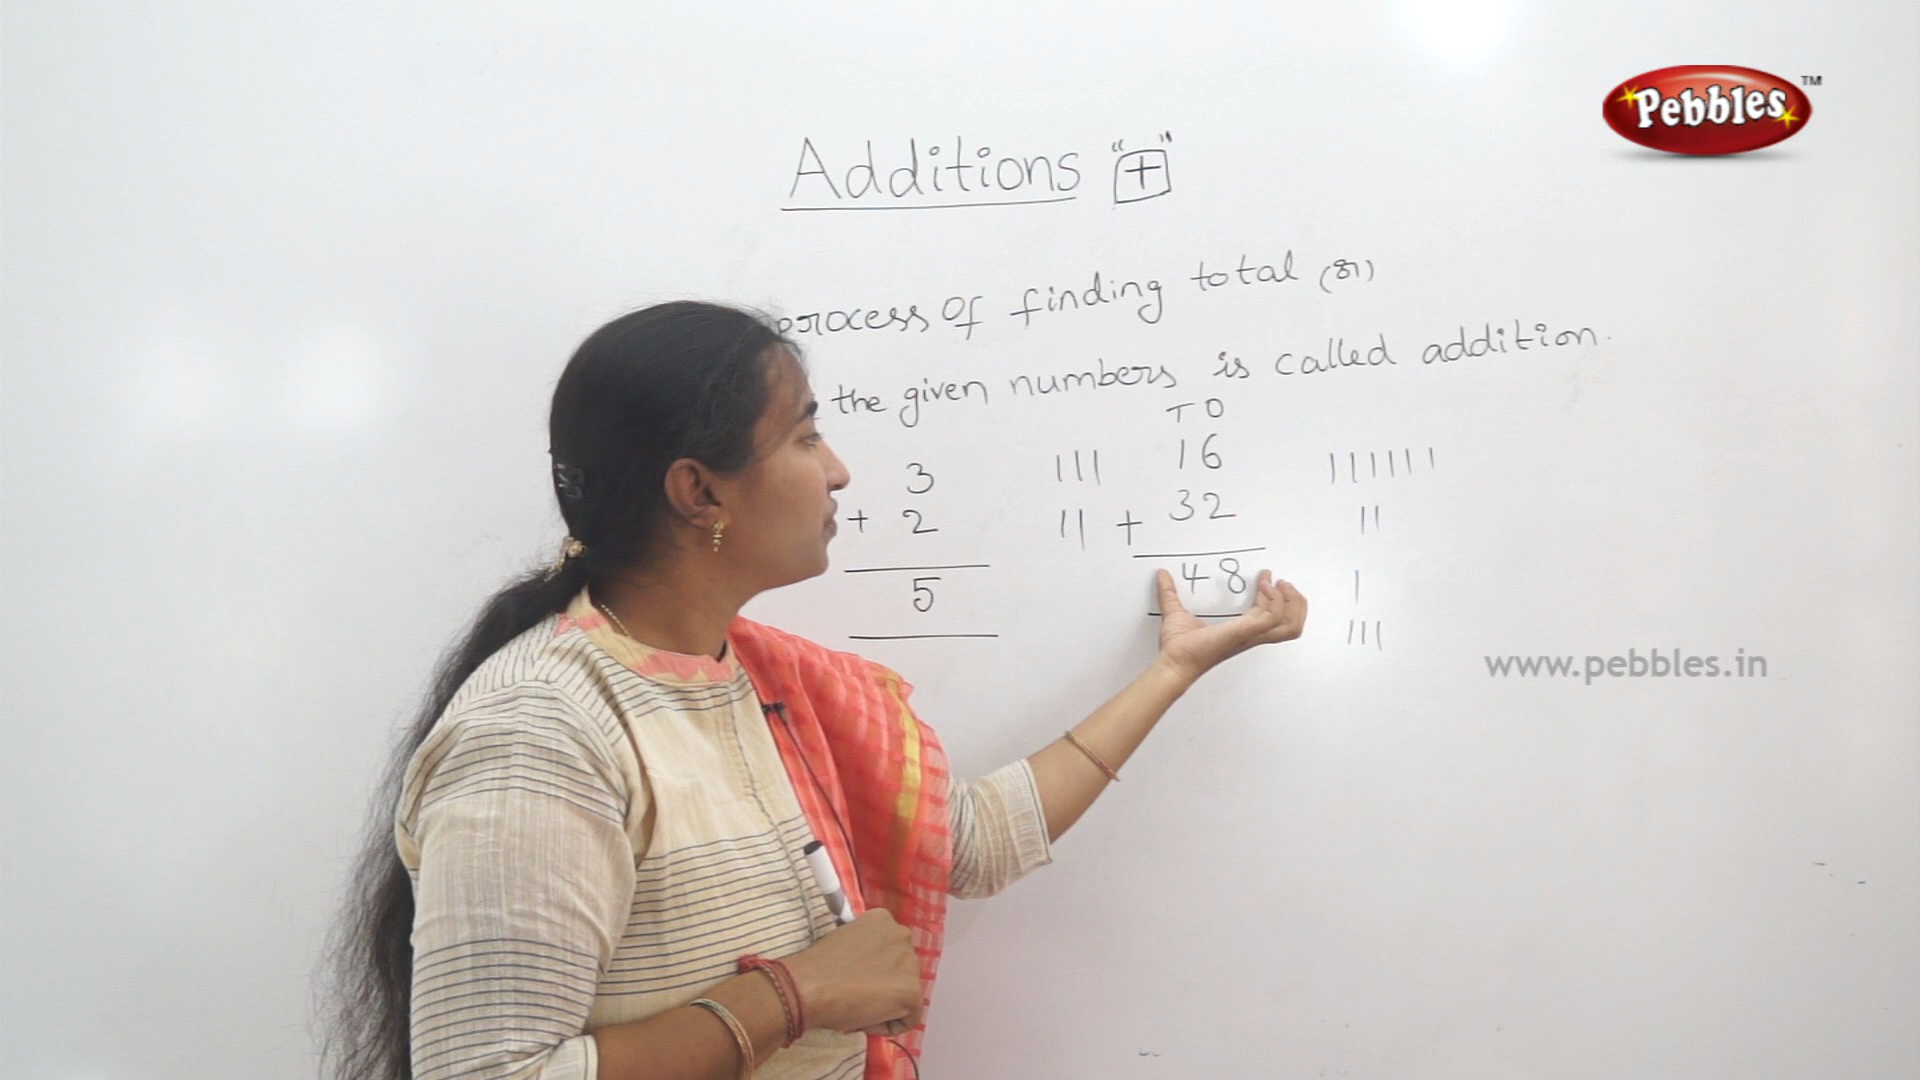 Pebbles™
Additions "+"
process of finding total (or)
the given numbers is called addition.
T O
3 ||| 16 ||||||
+ 2 || + 32 ||
5 48 |
|||
www.pebbles.in